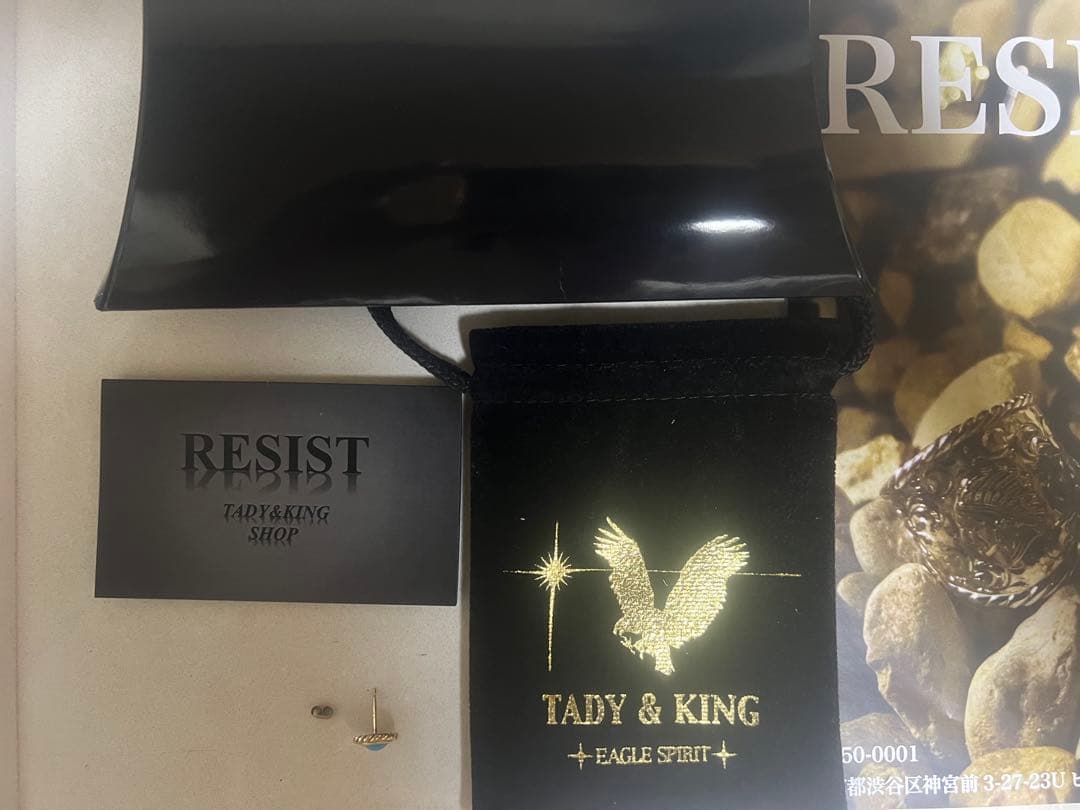 RESI
RESIST
TADY&KING
SHOP
TADY & KING
EAGLE SPIRIT
50-0001
都渋谷区神宮前 3-27-23U ヒ